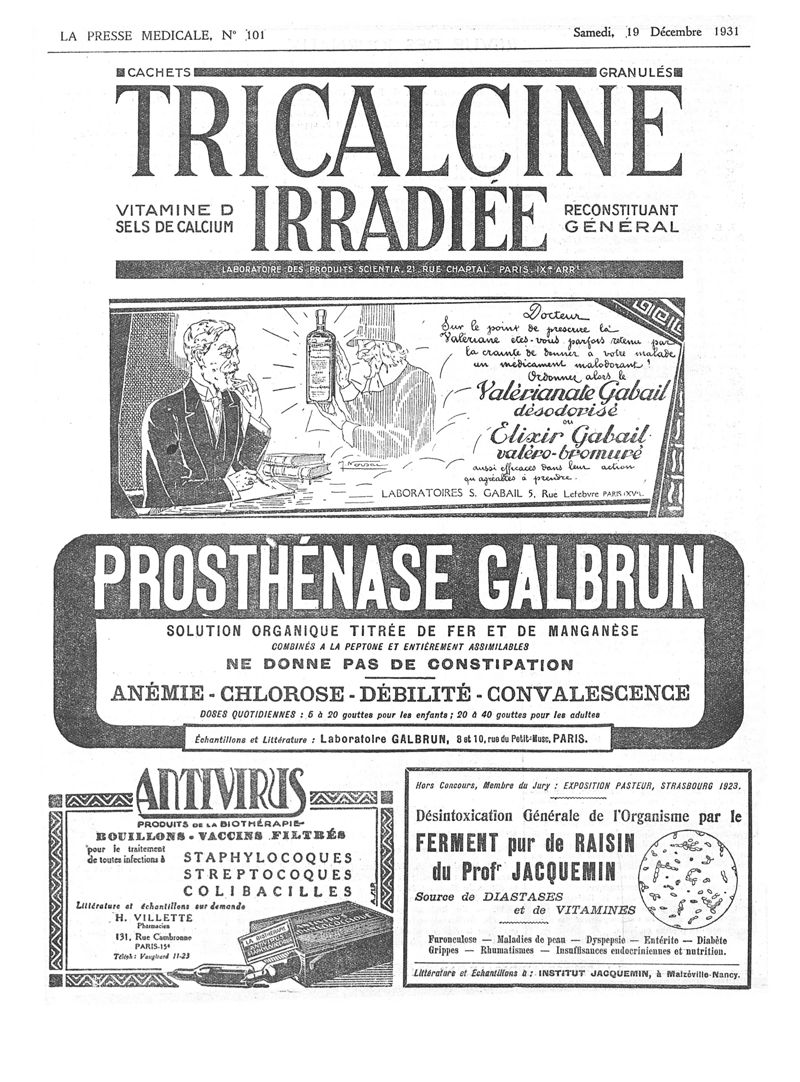 LA PRESSE MEDICALE, N° 101
Samedi, 19 Décembre 1931
CACHETS
GRANULÉS
TRICALCINE
IRRADIÉE
VITAMINE D
SELS DE CALCIUM
RECONSTITUANT
GÉNÉRAL
LABORATOIRE DES PRODUITS SCIENTIA. 21 RUE CHAPTAL. PARIS. IXe ARRt
Docteur
Sur le point de prescrire la
Valériane etes-vous parfois retenu par
la crainte de donner à votre malade
un médicament malodorant?
Ordonnez alors le
Valérianate Gabail
désodorisé
ou
Elixir Gabail
valéro-bromuré
aussi efficaces dans leur action
qu'agréables à prendre.
LABORATOIRES S. GABAIL 5, Rue Lefebvre PARIS (XVe)
PROSTHÉNASE GALBRUN
SOLUTION ORGANIQUE TITRÉE DE FER ET DE MANGANÈSE
COMBINÉS A LA PEPTONE ET ENTIÈREMENT ASSIMILABLES
NE DONNE PAS DE CONSTIPATION
ANÉMIE - CHLOROSE - DÉBILITÉ - CONVALESCENCE
DOSES QUOTIDIENNES : 5 à 20 gouttes pour les enfants ; 20 à 40 gouttes pour les adultes
Échantillons et Littérature : Laboratoire GALBRUN, 8 et 10, rue du Petit-Musc, PARIS.
ANTIVIRUS
PRODUITS DE LA BIOTHÉRAPIE
BOUILLONS - VACCINS FILTRÉS
pour le traitement
de toutes infections à
STAPHYLOCOQUES
STREPTOCOQUES
COLIBACILLES
Littérature et échantillons sur demande
H. VILLETTE
Pharmacien
131, Rue Cambronne
PARIS-15e
Téléph: Vaugirard 11-23
LA BIOTHÉRAPIE
Hors Concours, Membre du Jury : EXPOSITION PASTEUR, STRASBOURG 1923.
Désintoxication Générale de l'Organisme par le
FERMENT pur de RAISIN
du Profr JACQUEMIN
Source de DIASTASES
et de VITAMINES
Furonculose — Maladies de peau — Dyspepsie — Entérite — Diabète
Grippes — Rhumatismes — Insuffisances endocriniennes et nutrition.
Littérature et Échantillons à : INSTITUT JACQUEMIN, à Malzéville-Nancy.